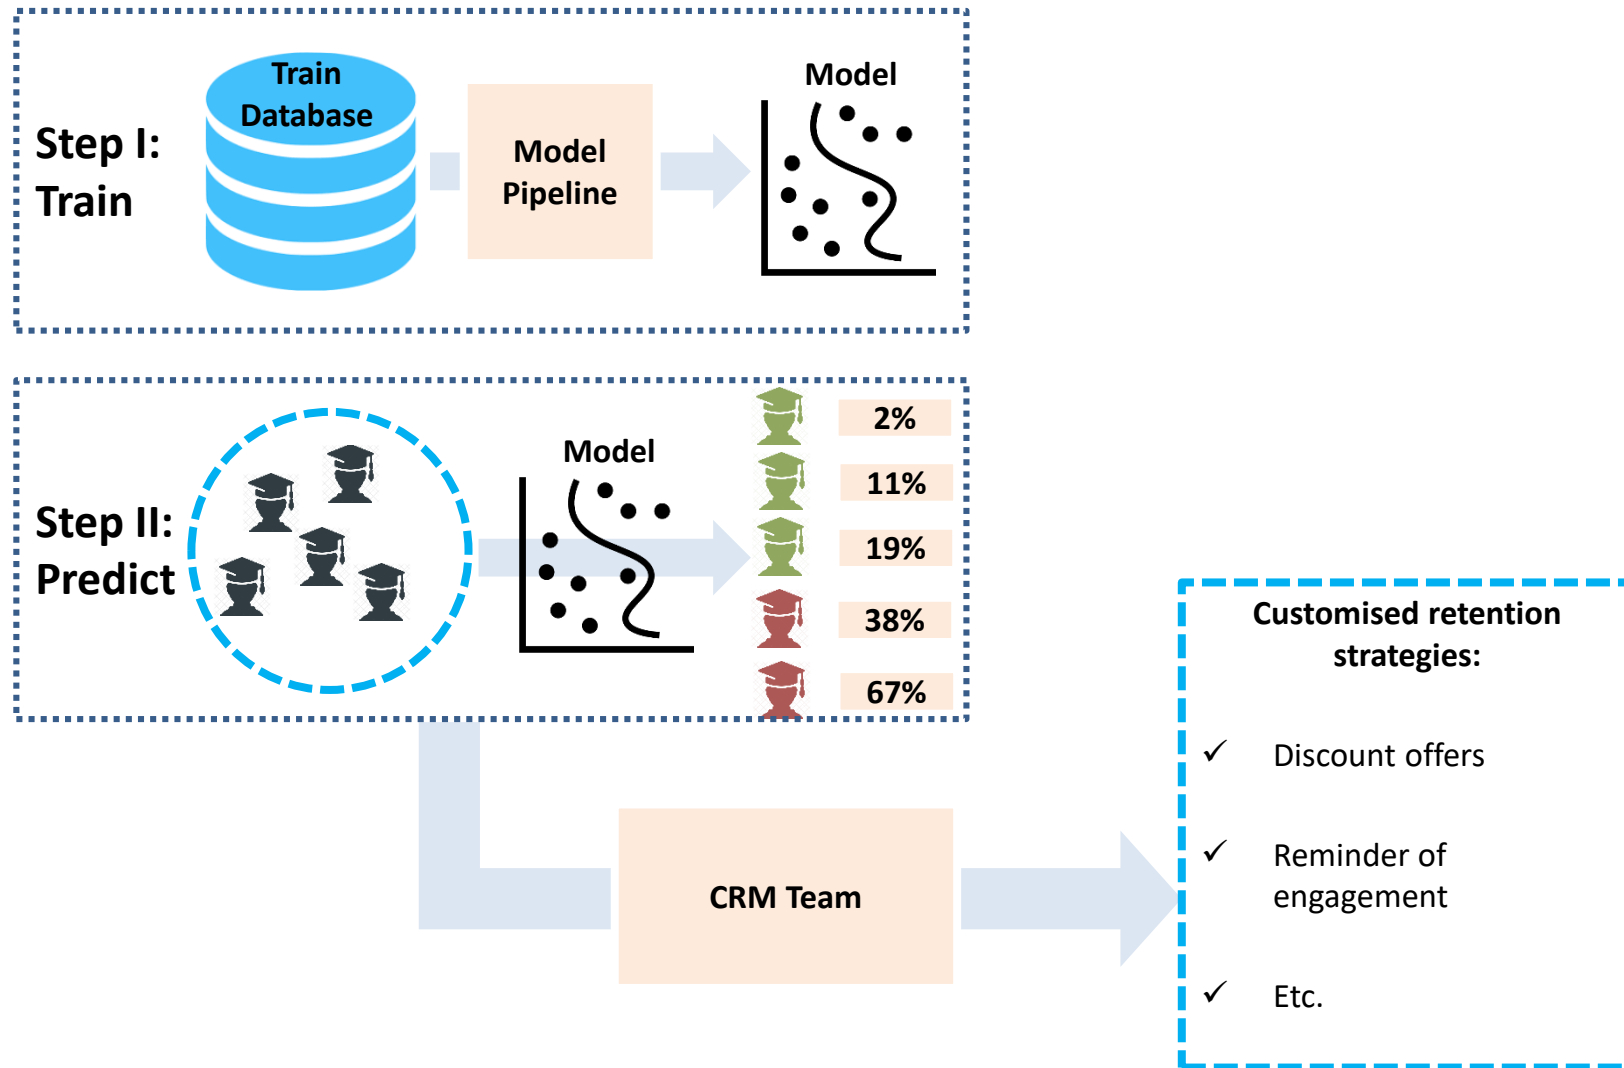 Step I:
Train
Train
Database
Model
Pipeline
Model
Step II:
Predict
Model
2%
11%
19%
38%
67%
CRM Team
Customised retention
strategies:
✓ Discount offers
✓ Reminder of
engagement
✓ Etc.